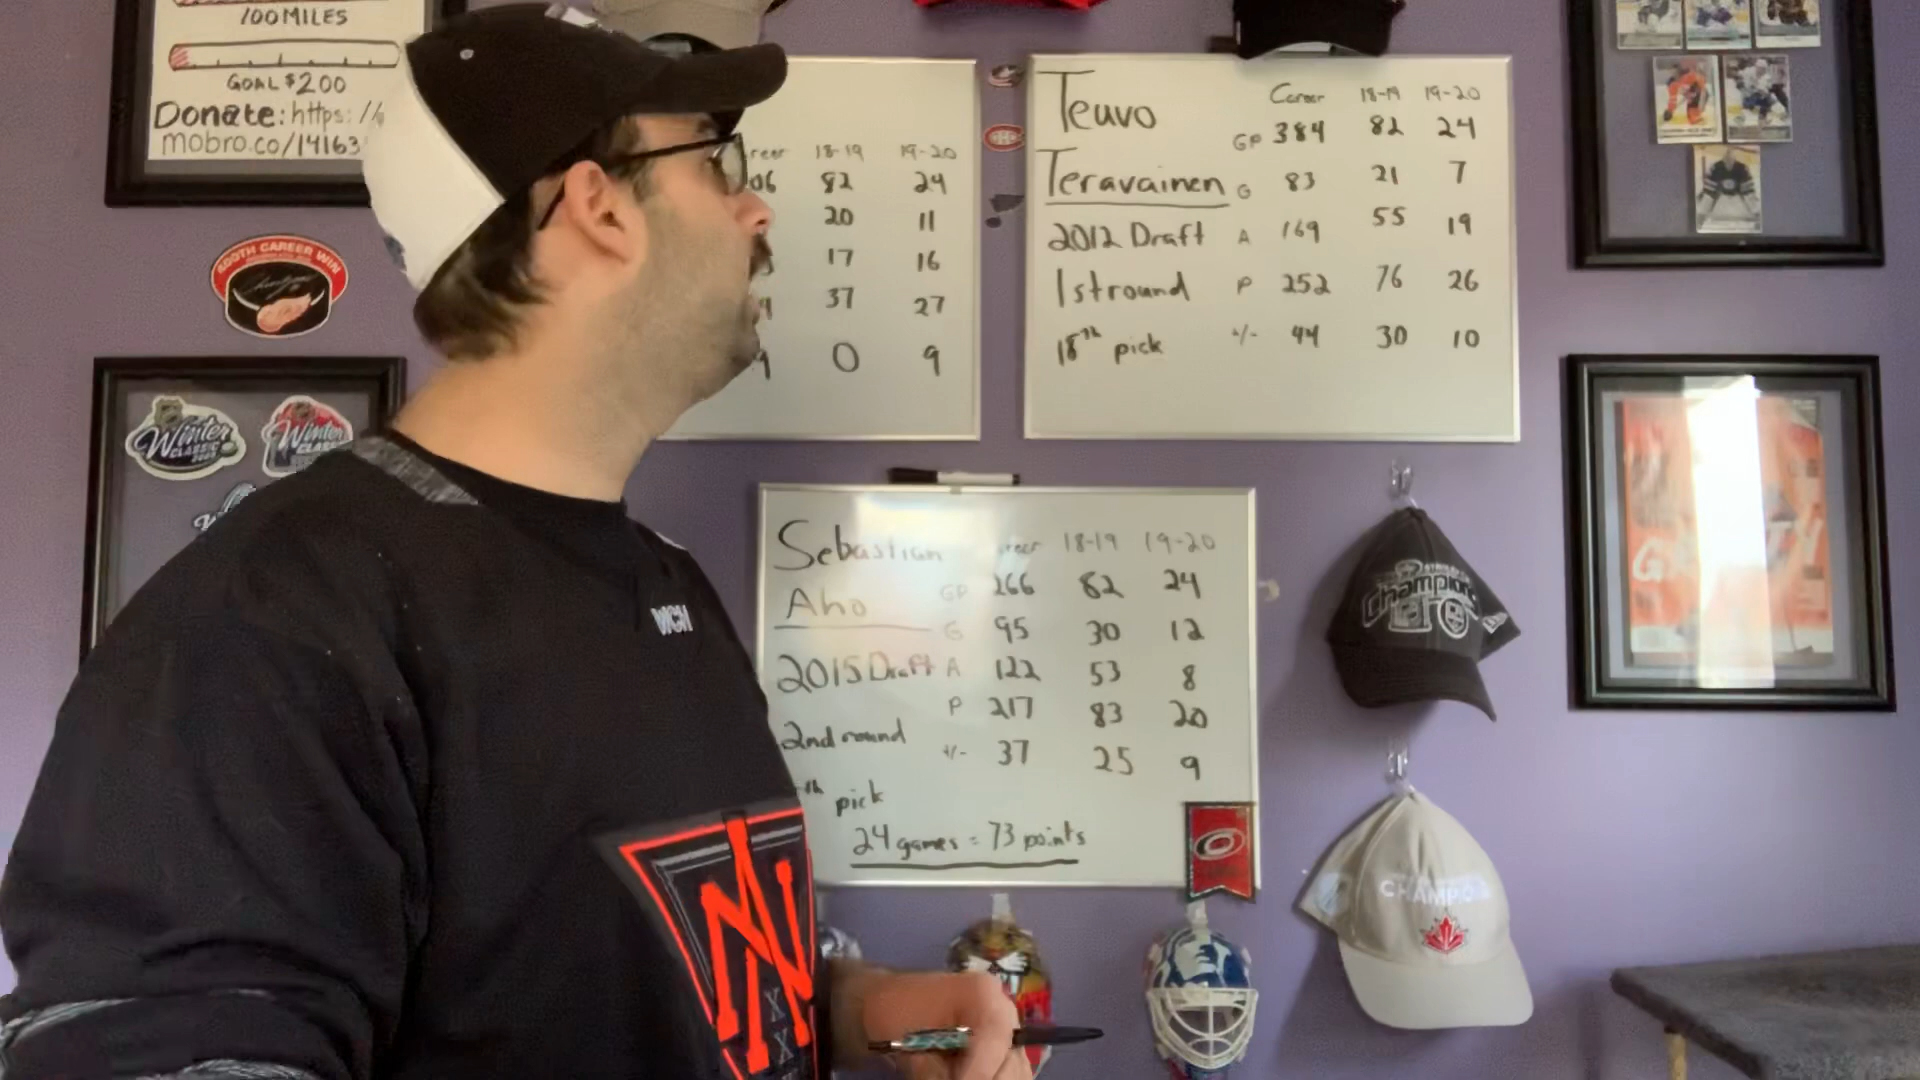 100 MILES
GOAL $200
Donate: https://
mobro.co/14163
18-19 19-20
82 24
20 11
17 16
37 27
0 9
Teuvo
Teravainen
2012 Draft
1st round
18th pick
Career 18-19 19-20
GP 384 82 24
G 83 21 7
A 169 55 19
P 252 76 26
+/- 44 30 10
400TH CAREER WIN
Winter
CLASSIC
Winter
Sebastian
Aho
2015 Draft
2nd round
pick
18-19 19-20
GP 266 82 24
G 95 30 12
A 122 53 8
P 217 83 20
+/- 37 25 9
24 games = 73 points
WCM
N
X
X
Champions
CHAMPIO